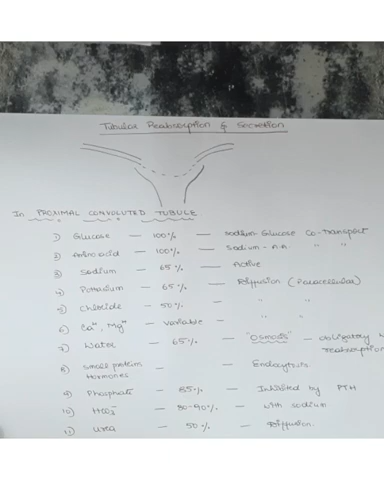 Tubular Reabsorption & Secretion
In PROXIMAL CONVOLUTED TUBULE
1) Glucose — 100% — Sodium Glucose Co-Transport
2) Amino acid — 100% — Sodium - A.A. " "
3) Sodium — 65% — Active
4) Potassium — 65% — Diffusion (Paracellular)
5) Chloride — 50% — " "
6) Ca++, Mg++ — variable — " "
7) Water — 65% — "Osmosis" — obligatory
reabsorption
8) Small protein — — Endocytosis
Hormones
9) Phosphate — 85% — Inhibited by PTH
10) HCO3- — 80-90% — with sodium
11) Urea — 50% — Diffusion.